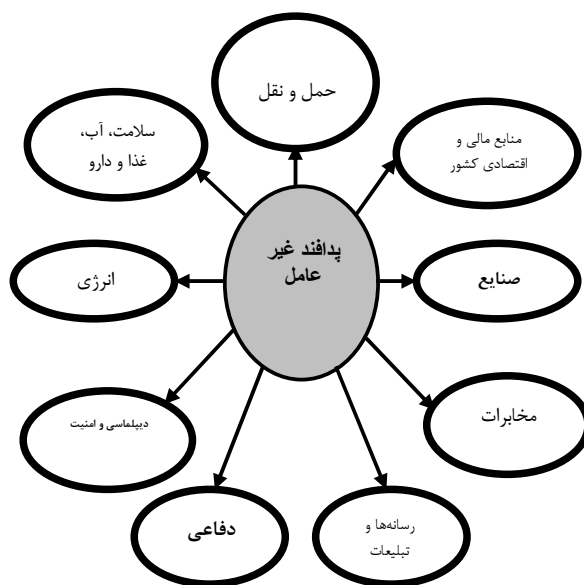 حمل و نقل
منابع مالی و
اقتصادی کشور
سلامت، آب،
غذا و دارو
پدافند غیر
عامل
صنایع
انرژی
مخابرات
دیپلماسی و امنیت
رسانه‌ها و
تبلیعات
دفاعی